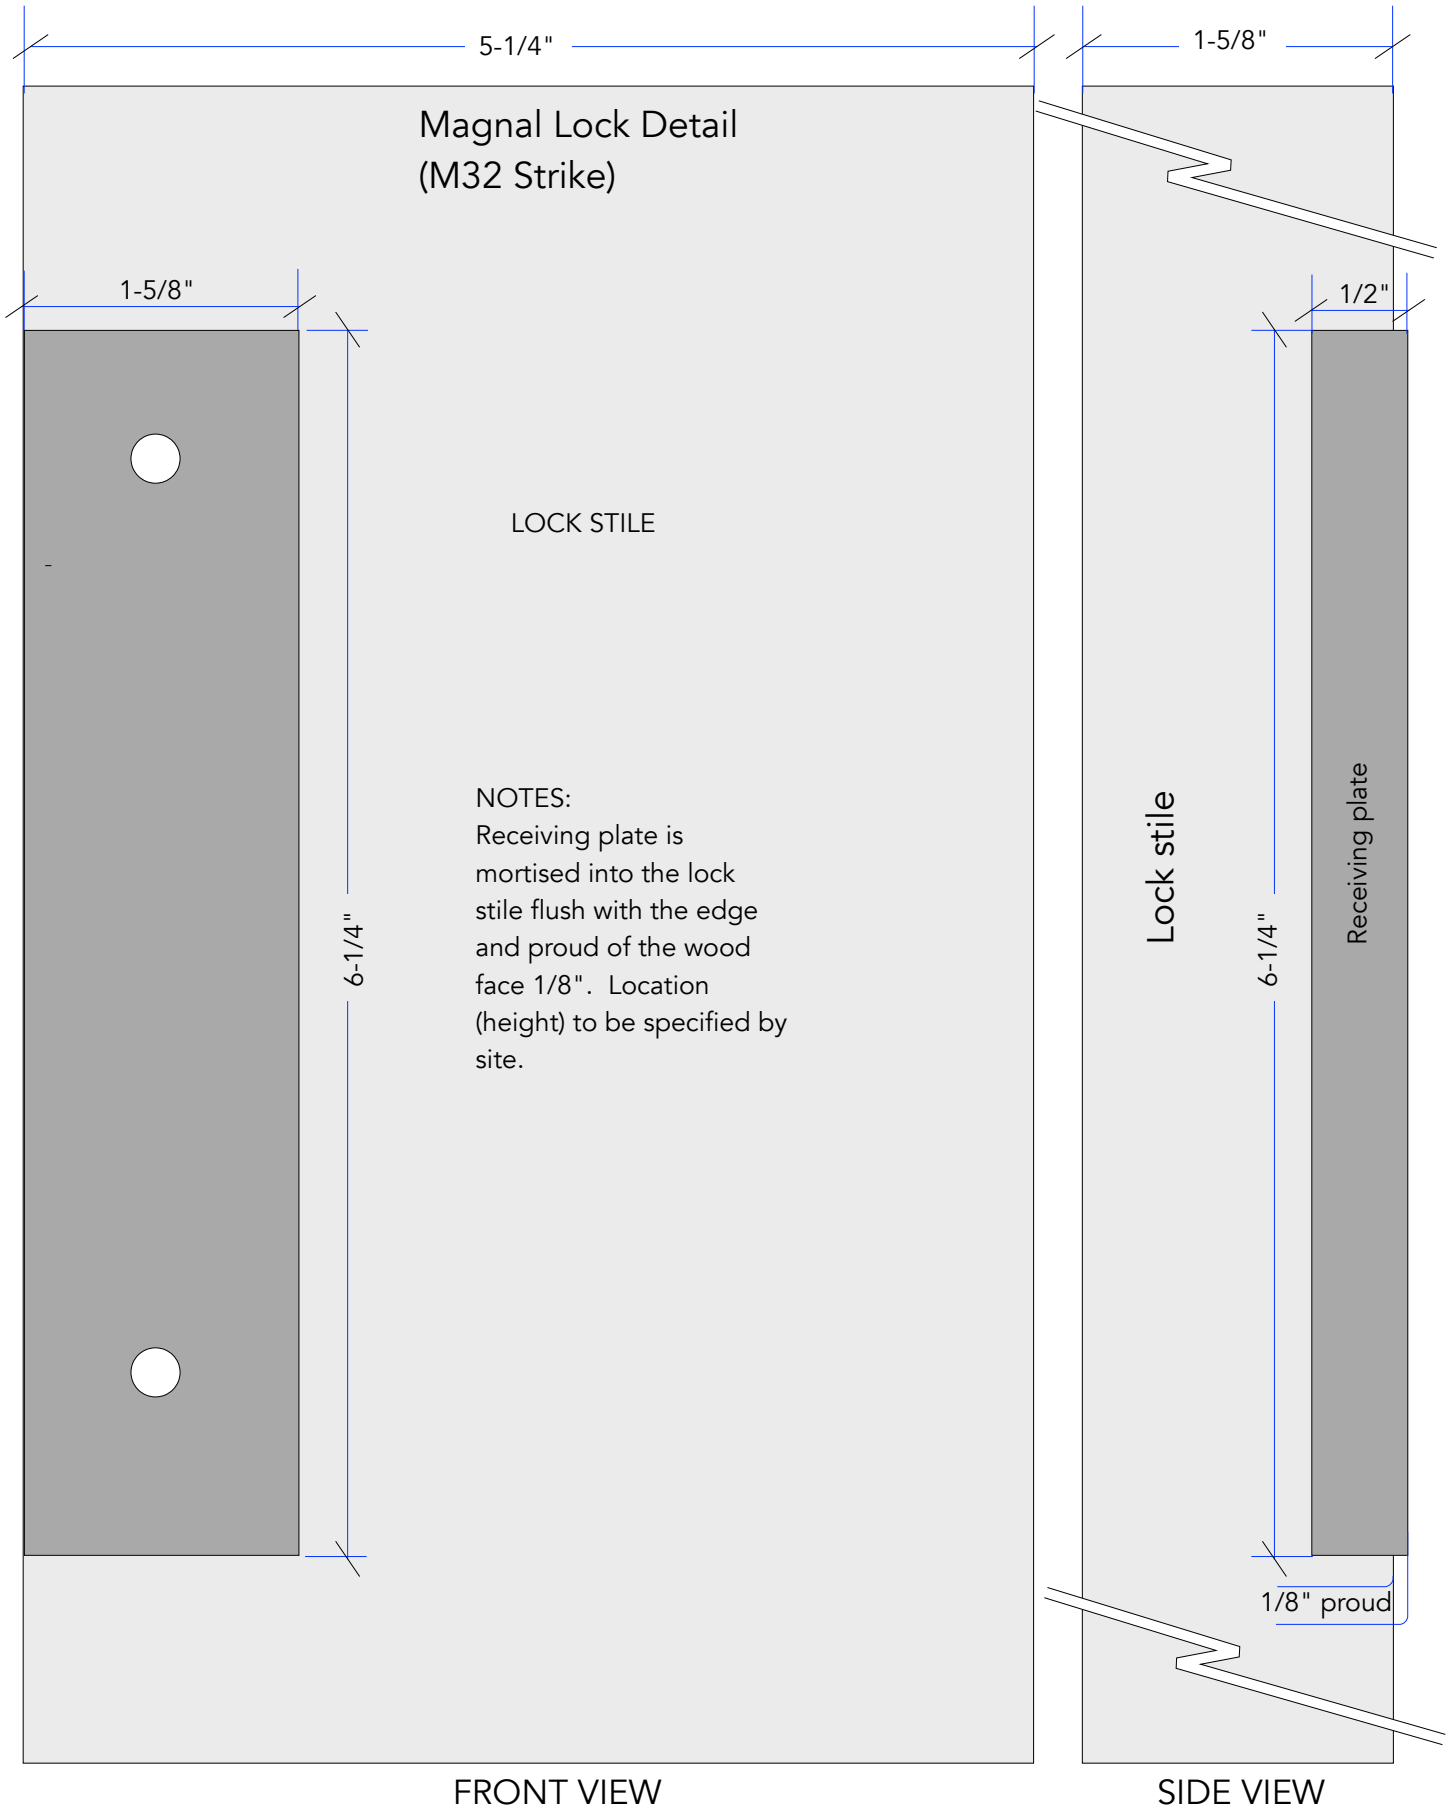 5-1/4"
1-5/8"
Magnal Lock Detail
(M32 Strike)
1-5/8"
1/2"
LOCK STILE
-
NOTES:
Receiving plate is
mortised into the lock
stile flush with the edge
and proud of the wood
face 1/8".  Location
(height) to be specified by
site.
6-1/4"
Lock stile
6-1/4"
Receiving plate
1/8" proud
FRONT VIEW
SIDE VIEW